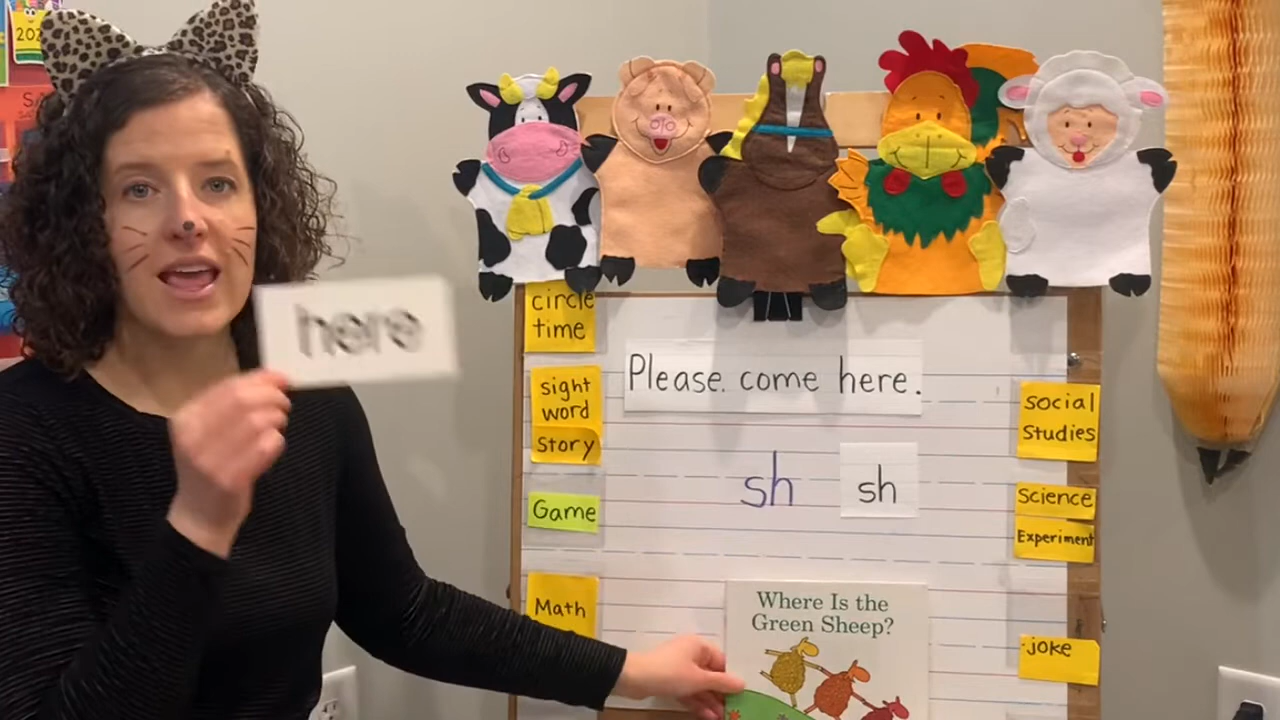 202
here
circle
time
sight
word
story
Game
Math
Please. come here.
sh sh
Where Is the
Green Sheep?
social
studies
Science
Experiment
joke